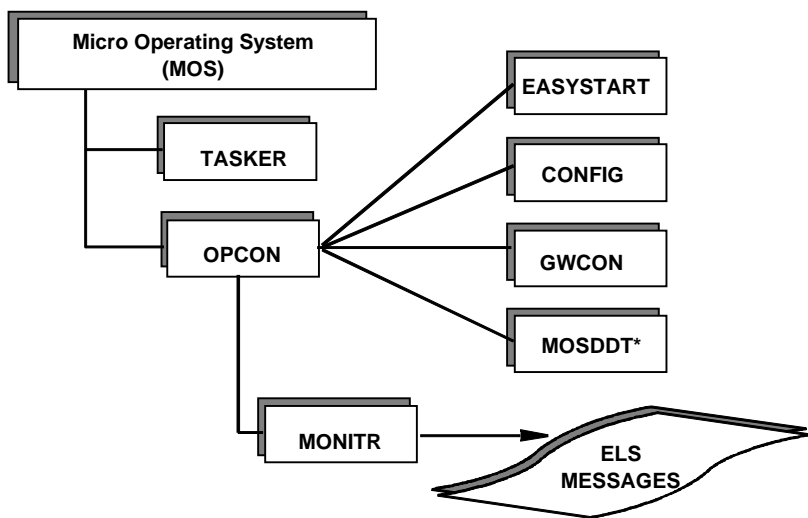 Micro Operating System
(MOS)
EASYSTART
TASKER
CONFIG
OPCON
GWCON
MOSDDT*
MONITR
ELS
MESSAGES